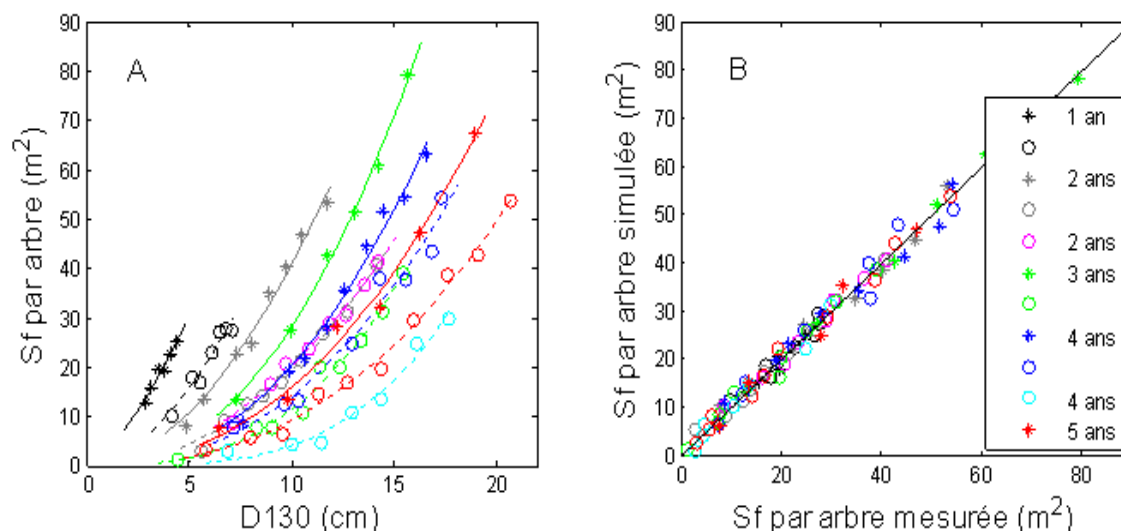 90
80
70
60
50
40
30
20
10
0
Sf par arbre (m²)
A
0 5 10 15 20
D130 (cm)
90
80
70
60
50
40
30
20
10
0
Sf par arbre simulée (m²)
B
1 an
2 ans
2 ans
3 ans
4 ans
4 ans
5 ans
0 20 40 60 80
Sf par arbre mesurée (m²)